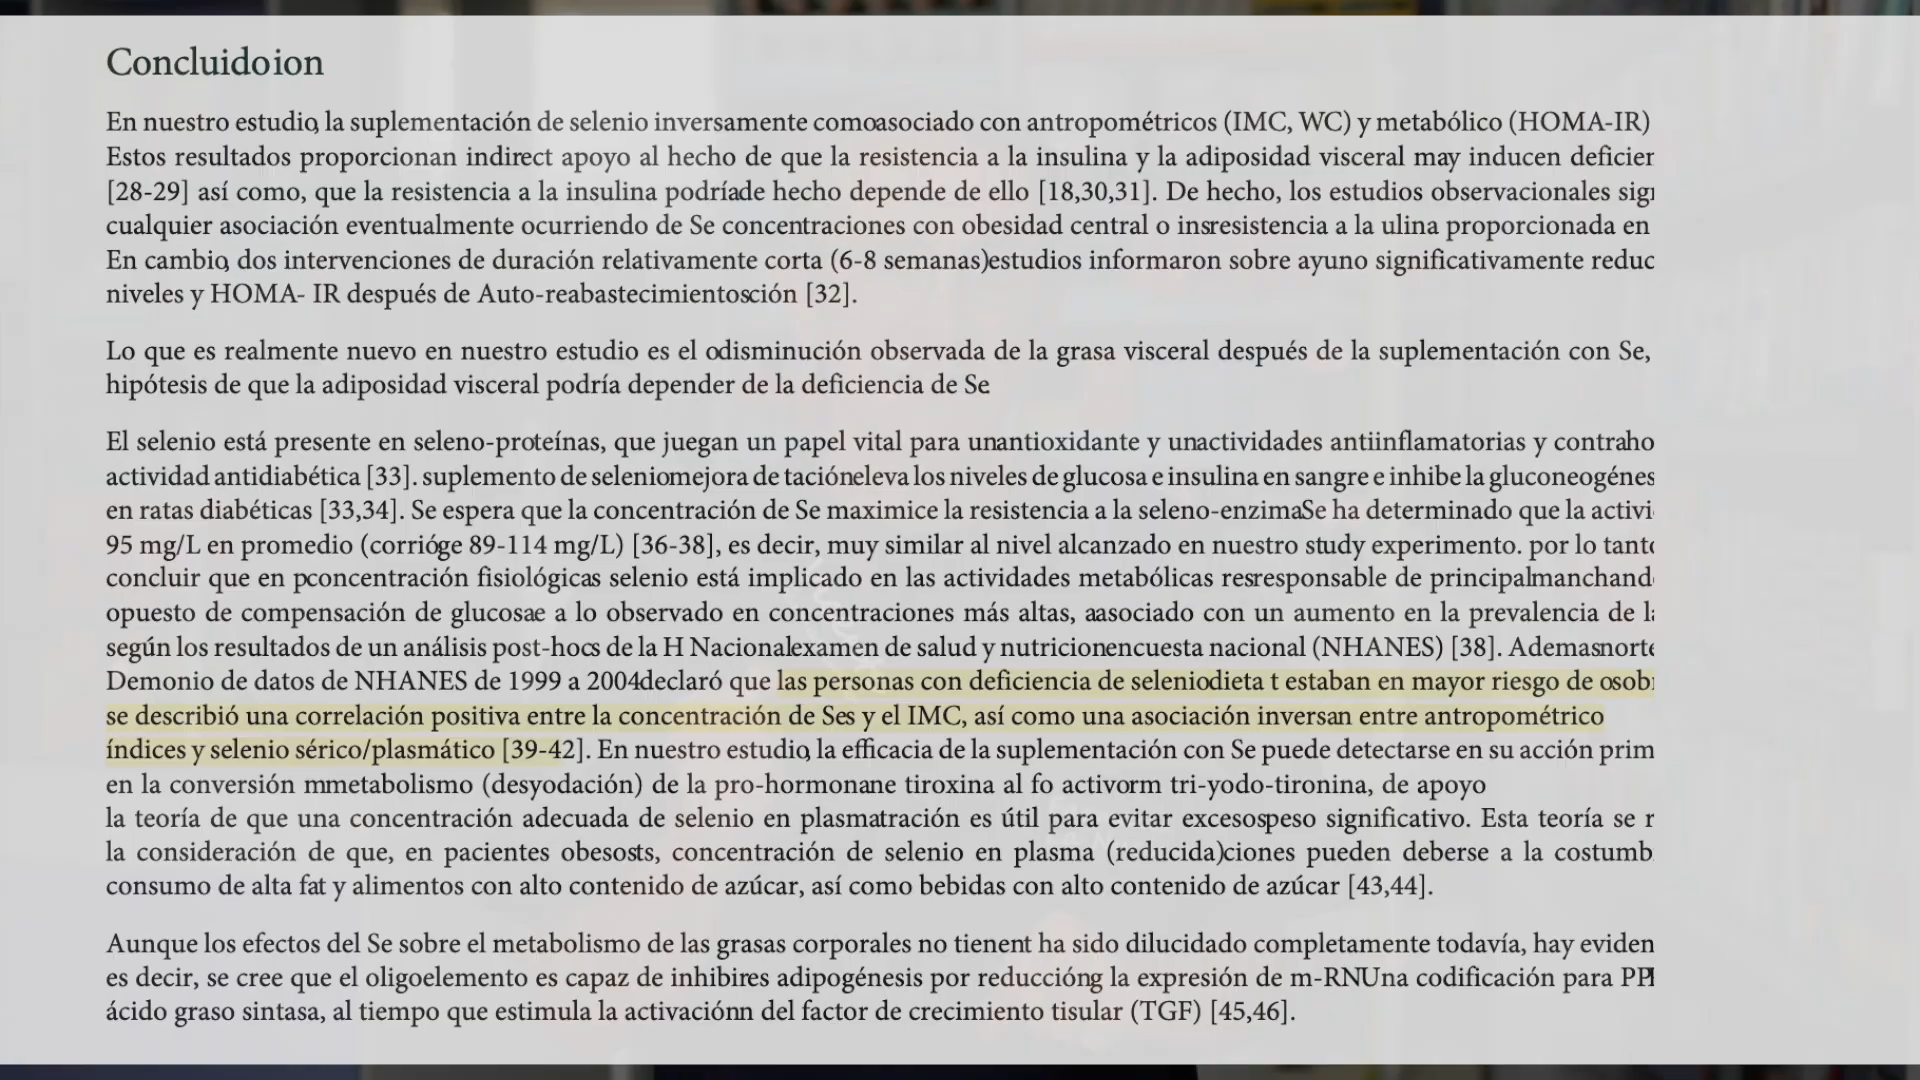 Concluidoion
En nuestro estudio, la suplementación de selenio inversamente comoasociado con antropométricos (IMC, WC) y metabólico (HOMA-IR)
Estos resultados proporcionan indirect apoyo al hecho de que la resistencia a la insulina y la adiposidad visceral may inducen deficien
[28-29] así como, que la resistencia a la insulina podríade hecho depende de ello [18,30,31]. De hecho, los estudios observacionales sig
cualquier asociación eventualmente ocurriendo de Se concentraciones con obesidad central o insresistencia a la ulina proporcionada en
En cambio, dos intervenciones de duración relativamente corta (6-8 semanas)estudios informaron sobre ayuno significativamente reduc
niveles y HOMA- IR después de Auto-reabastecimientosción [32].
Lo que es realmente nuevo en nuestro estudio es el odisminución observada de la grasa visceral después de la suplementación con Se,
hipótesis de que la adiposidad visceral podría depender de la deficiencia de Se
El selenio está presente en seleno-proteínas, que juegan un papel vital para unantioxidante y unactividades antiinflamatorias y contraho
actividad antidiabética [33]. suplemento de seleniomejora de tacióneleva los niveles de glucosa e insulina en sangre e inhibe la gluconeogénes
en ratas diabéticas [33,34]. Se espera que la concentración de Se maximice la resistencia a la seleno-enzimaSe ha determinado que la activi
95 mg/L en promedio (corrióge 89-114 mg/L) [36-38], es decir, muy similar al nivel alcanzado en nuestro study experimento. por lo tanto
concluir que en pconcentración fisiológicas selenio está implicado en las actividades metabólicas resresponsable de principalmanchand
opuesto de compensación de glucosae a lo observado en concentraciones más altas, aasociado con un aumento en la prevalencia de la
según los resultados de un análisis post-hocs de la H Nacionalexamen de salud y nutricionencuesta nacional (NHANES) [38]. Ademasnorte
Demonio de datos de NHANES de 1999 a 2004declaró que las personas con deficiencia de seleniodieta t estaban en mayor riesgo de osob
se describió una correlación positiva entre la concentración de Ses y el IMC, así como una asociación inversan entre antropométrico
índices y selenio sérico/plasmático [39-42]. En nuestro estudio, la efficacia de la suplementación con Se puede detectarse en su acción prim
en la conversión mmetabolismo (desyodación) de la pro-hormonane tiroxina al fo activorm tri-yodo-tironina, de apoyo
la teoría de que una concentración adecuada de selenio en plasmatración es útil para evitar excesospeso significativo. Esta teoría se r
la consideración de que, en pacientes obesosts, concentración de selenio en plasma (reducida)ciones pueden deberse a la costumb
consumo de alta fat y alimentos con alto contenido de azúcar, así como bebidas con alto contenido de azúcar [43,44].
Aunque los efectos del Se sobre el metabolismo de las grasas corporales no tienent ha sido dilucidado completamente todavía, hay eviden
es decir, se cree que el oligoelemento es capaz de inhibires adipogénesis por reduccióng la expresión de m-RNUna codificación para PP
ácido graso sintasa, al tiempo que estimula la activaciónn del factor de crecimiento tisular (TGF) [45,46].